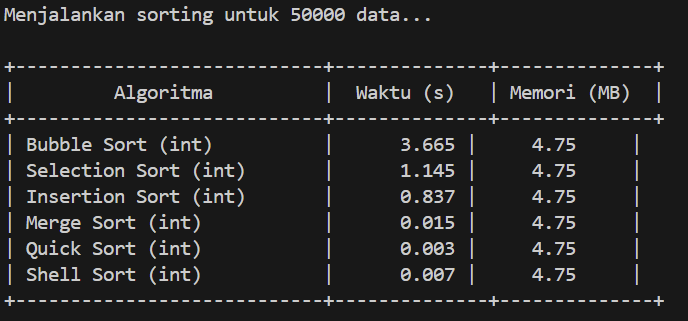 Menjalankan sorting untuk 50000 data...
+----------------------------+--------------+--------------+
|         Algoritma          |  Waktu (s)   | Memori (MB)  |
+----------------------------+--------------+--------------+
| Bubble Sort (int)          |      3.665 |     4.75     |
| Selection Sort (int)       |      1.145 |     4.75     |
| Insertion Sort (int)       |      0.837 |     4.75     |
| Merge Sort (int)           |      0.015 |     4.75     |
| Quick Sort (int)           |      0.003 |     4.75     |
| Shell Sort (int)           |      0.007 |     4.75     |
+----------------------------+--------------+--------------+